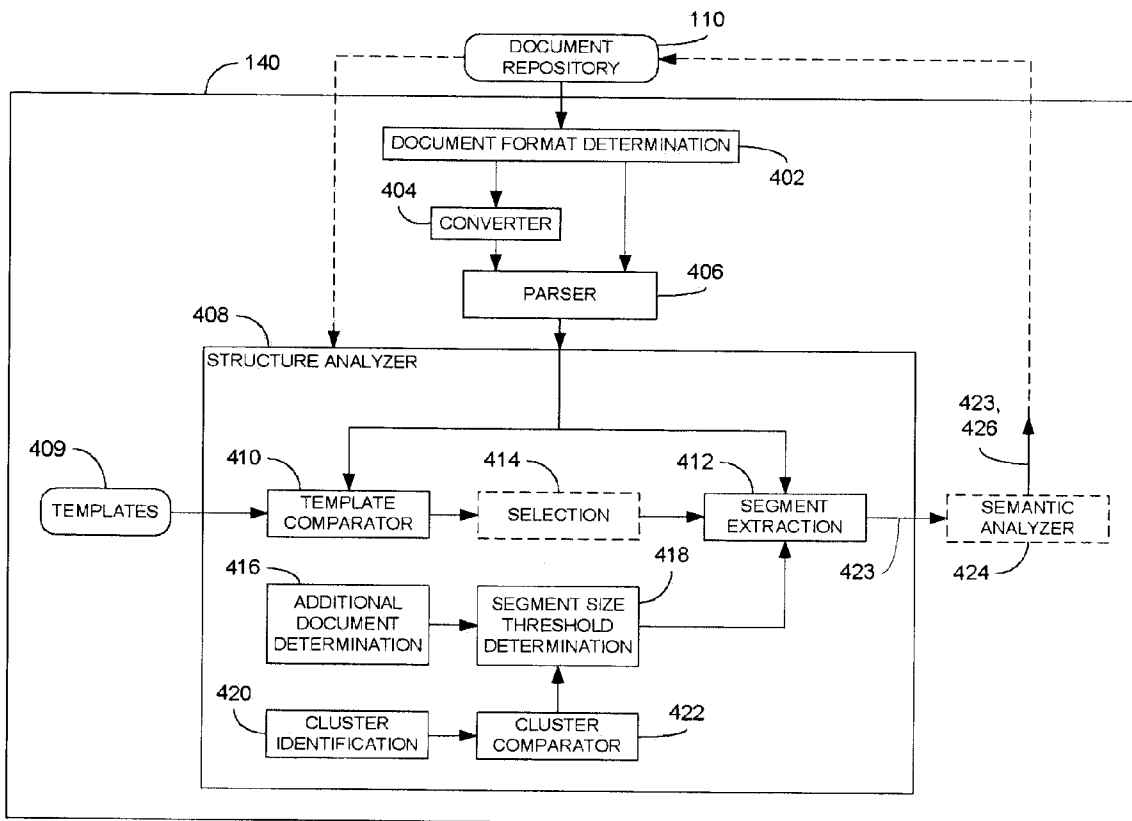 110
DOCUMENT
REPOSITORY
140
DOCUMENT FORMAT DETERMINATION
402
404
CONVERTER
406
PARSER
408
STRUCTURE ANALYZER
423,
426
409
TEMPLATES
410
TEMPLATE
COMPARATOR
414
SELECTION
412
SEGMENT
EXTRACTION
423
SEMANTIC
ANALYZER
424
416
ADDITIONAL
DOCUMENT
DETERMINATION
418
SEGMENT SIZE
THRESHOLD
DETERMINATION
420
CLUSTER
IDENTIFICATION
CLUSTER
COMPARATOR
422